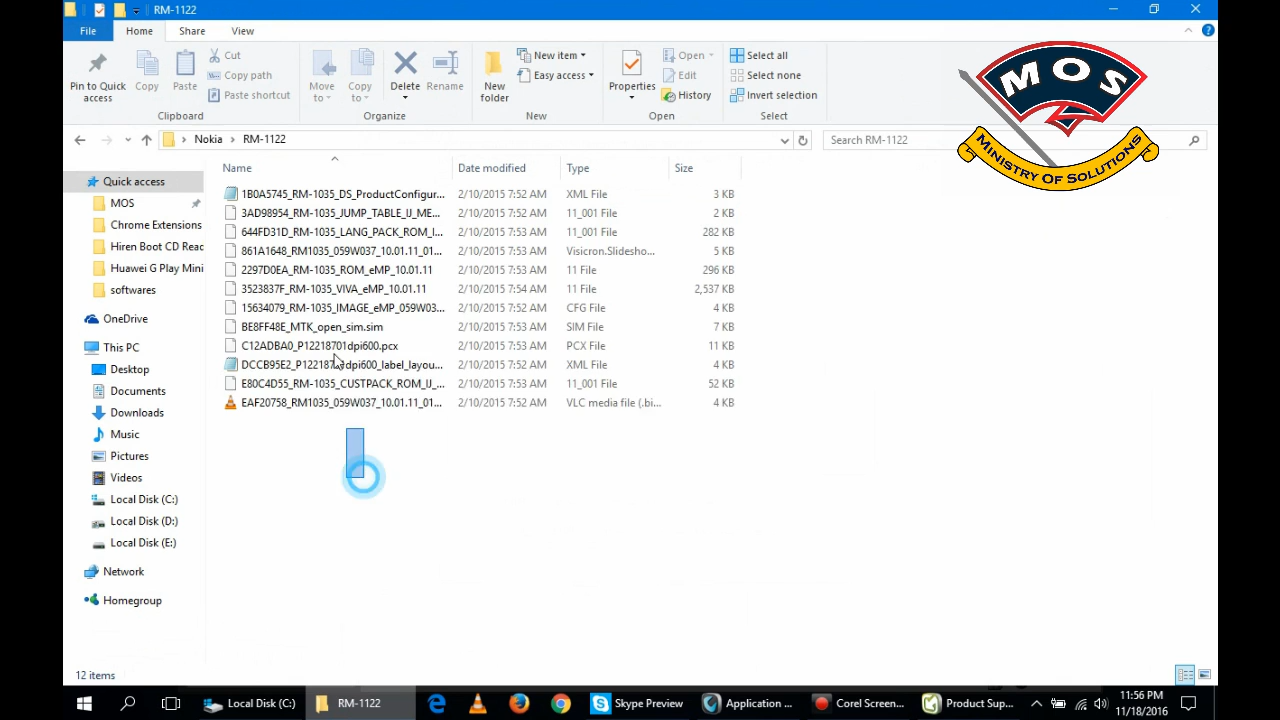 RM-1122
File
Home
Share
View
Pin to Quick access
Copy
Paste
Cut
Copy path
Paste shortcut
Clipboard
Move to
Copy to
Delete
Rename
Organize
New folder
New item
Easy access
New
Properties
Open
Edit
History
Open
Select all
Select none
Invert selection
Select
MOS
MINISTRY OF SOLUTIONS
Nokia > RM-1122
Search RM-1122
Name Date modified Type Size
1B0A5745_RM-1035_DS_ProductConfigur... 2/10/2015 7:52 AM XML File 3 KB
3AD98954_RM-1035_JUMP_TABLE_IJ_ME... 2/10/2015 7:53 AM 11_001 File 2 KB
644FD31D_RM-1035_LANG_PACK_ROM_I... 2/10/2015 7:53 AM 11_001 File 282 KB
861A1648_RM1035_059W037_10.01.11_01... 2/10/2015 7:52 AM Visicron.Slidesho... 5 KB
2297D0EA_RM-1035_ROM_eMP_10.01.11 2/10/2015 7:53 AM 11 File 296 KB
3523837F_RM-1035_VIVA_eMP_10.01.11 2/10/2015 7:54 AM 11 File 2,537 KB
15634079_RM-1035_IMAGE_eMP_059W03... 2/10/2015 7:52 AM CFG File 4 KB
BE8FF48E_MTK_open_sim.sim 2/10/2015 7:53 AM SIM File 7 KB
C12ADBA0_P12218701dpi600.pcx 2/10/2015 7:53 AM PCX File 11 KB
DCCB95E2_P12218701dpi600_label_layou... 2/10/2015 7:52 AM XML File 4 KB
E80C4D55_RM-1035_CUSTPACK_ROM_IJ_... 2/10/2015 7:53 AM 11_001 File 52 KB
EAF20758_RM1035_059W037_10.01.11_01... 2/10/2015 7:52 AM VLC media file (.bi... 4 KB
Quick access
MOS
Chrome Extensions
Hiren Boot CD Read
Huawei G Play Mini
softwares
OneDrive
This PC
Desktop
Documents
Downloads
Music
Pictures
Videos
Local Disk (C:)
Local Disk (D:)
Local Disk (E:)
Network
Homegroup
12 items
Local Disk (C:)
RM-1122
Skype Preview
Application ...
Corel Screen...
Product Sup...
11:56 PM
11/18/2016